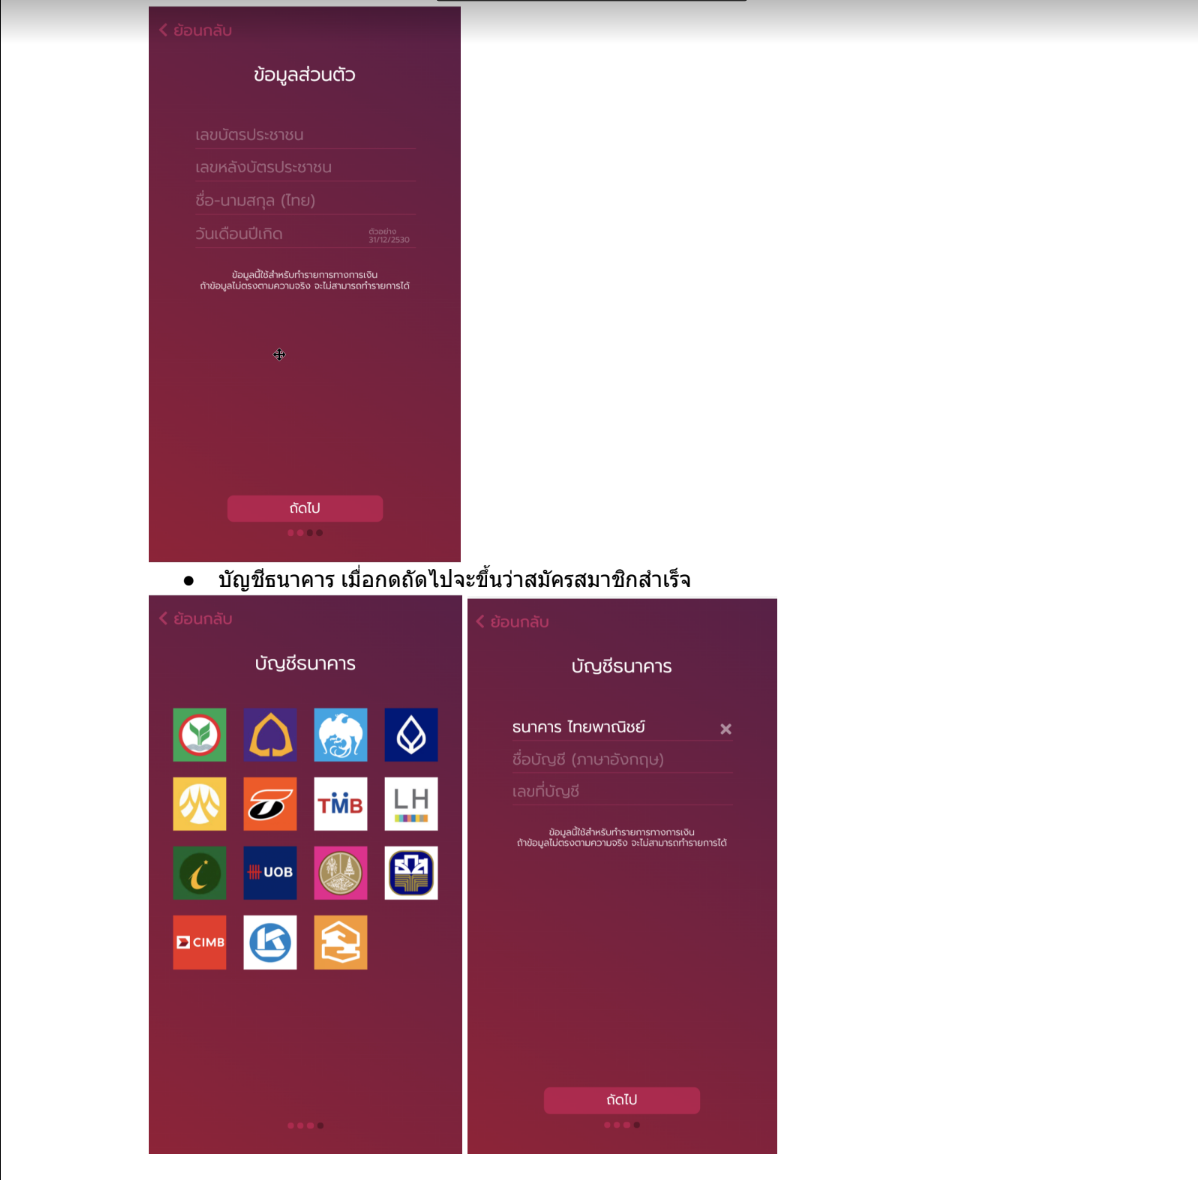 ย้อนกลับ
ข้อมูลส่วนตัว
เลขบัตรประชาชน
เลขหลังบัตรประชาชน
ชื่อ-นามสกุล (ไทย)
วันเดือนปีเกิด
ตัวอย่าง
31/12/2530
ข้อมูลนี้ใช้สำหรับทำรายการทางการเงิน
ถ้าข้อมูลไม่ตรงตามความจริง จะไม่สามารถทำรายการได้
ถัดไป
● บัญชีธนาคาร เมื่อกดถัดไปจะขึ้นว่าสมัครสมาชิกสำเร็จ
ย้อนกลับ
บัญชีธนาคาร
TMB
LH
UOB
CIMB
ย้อนกลับ
บัญชีธนาคาร
ธนาคาร ไทยพาณิชย์
ชื่อบัญชี (ภาษาอังกฤษ)
เลขที่บัญชี
ข้อมูลนี้ใช้สำหรับทำรายการทางการเงิน
ถ้าข้อมูลไม่ตรงตามความจริง จะไม่สามารถทำรายการได้
ถัดไป